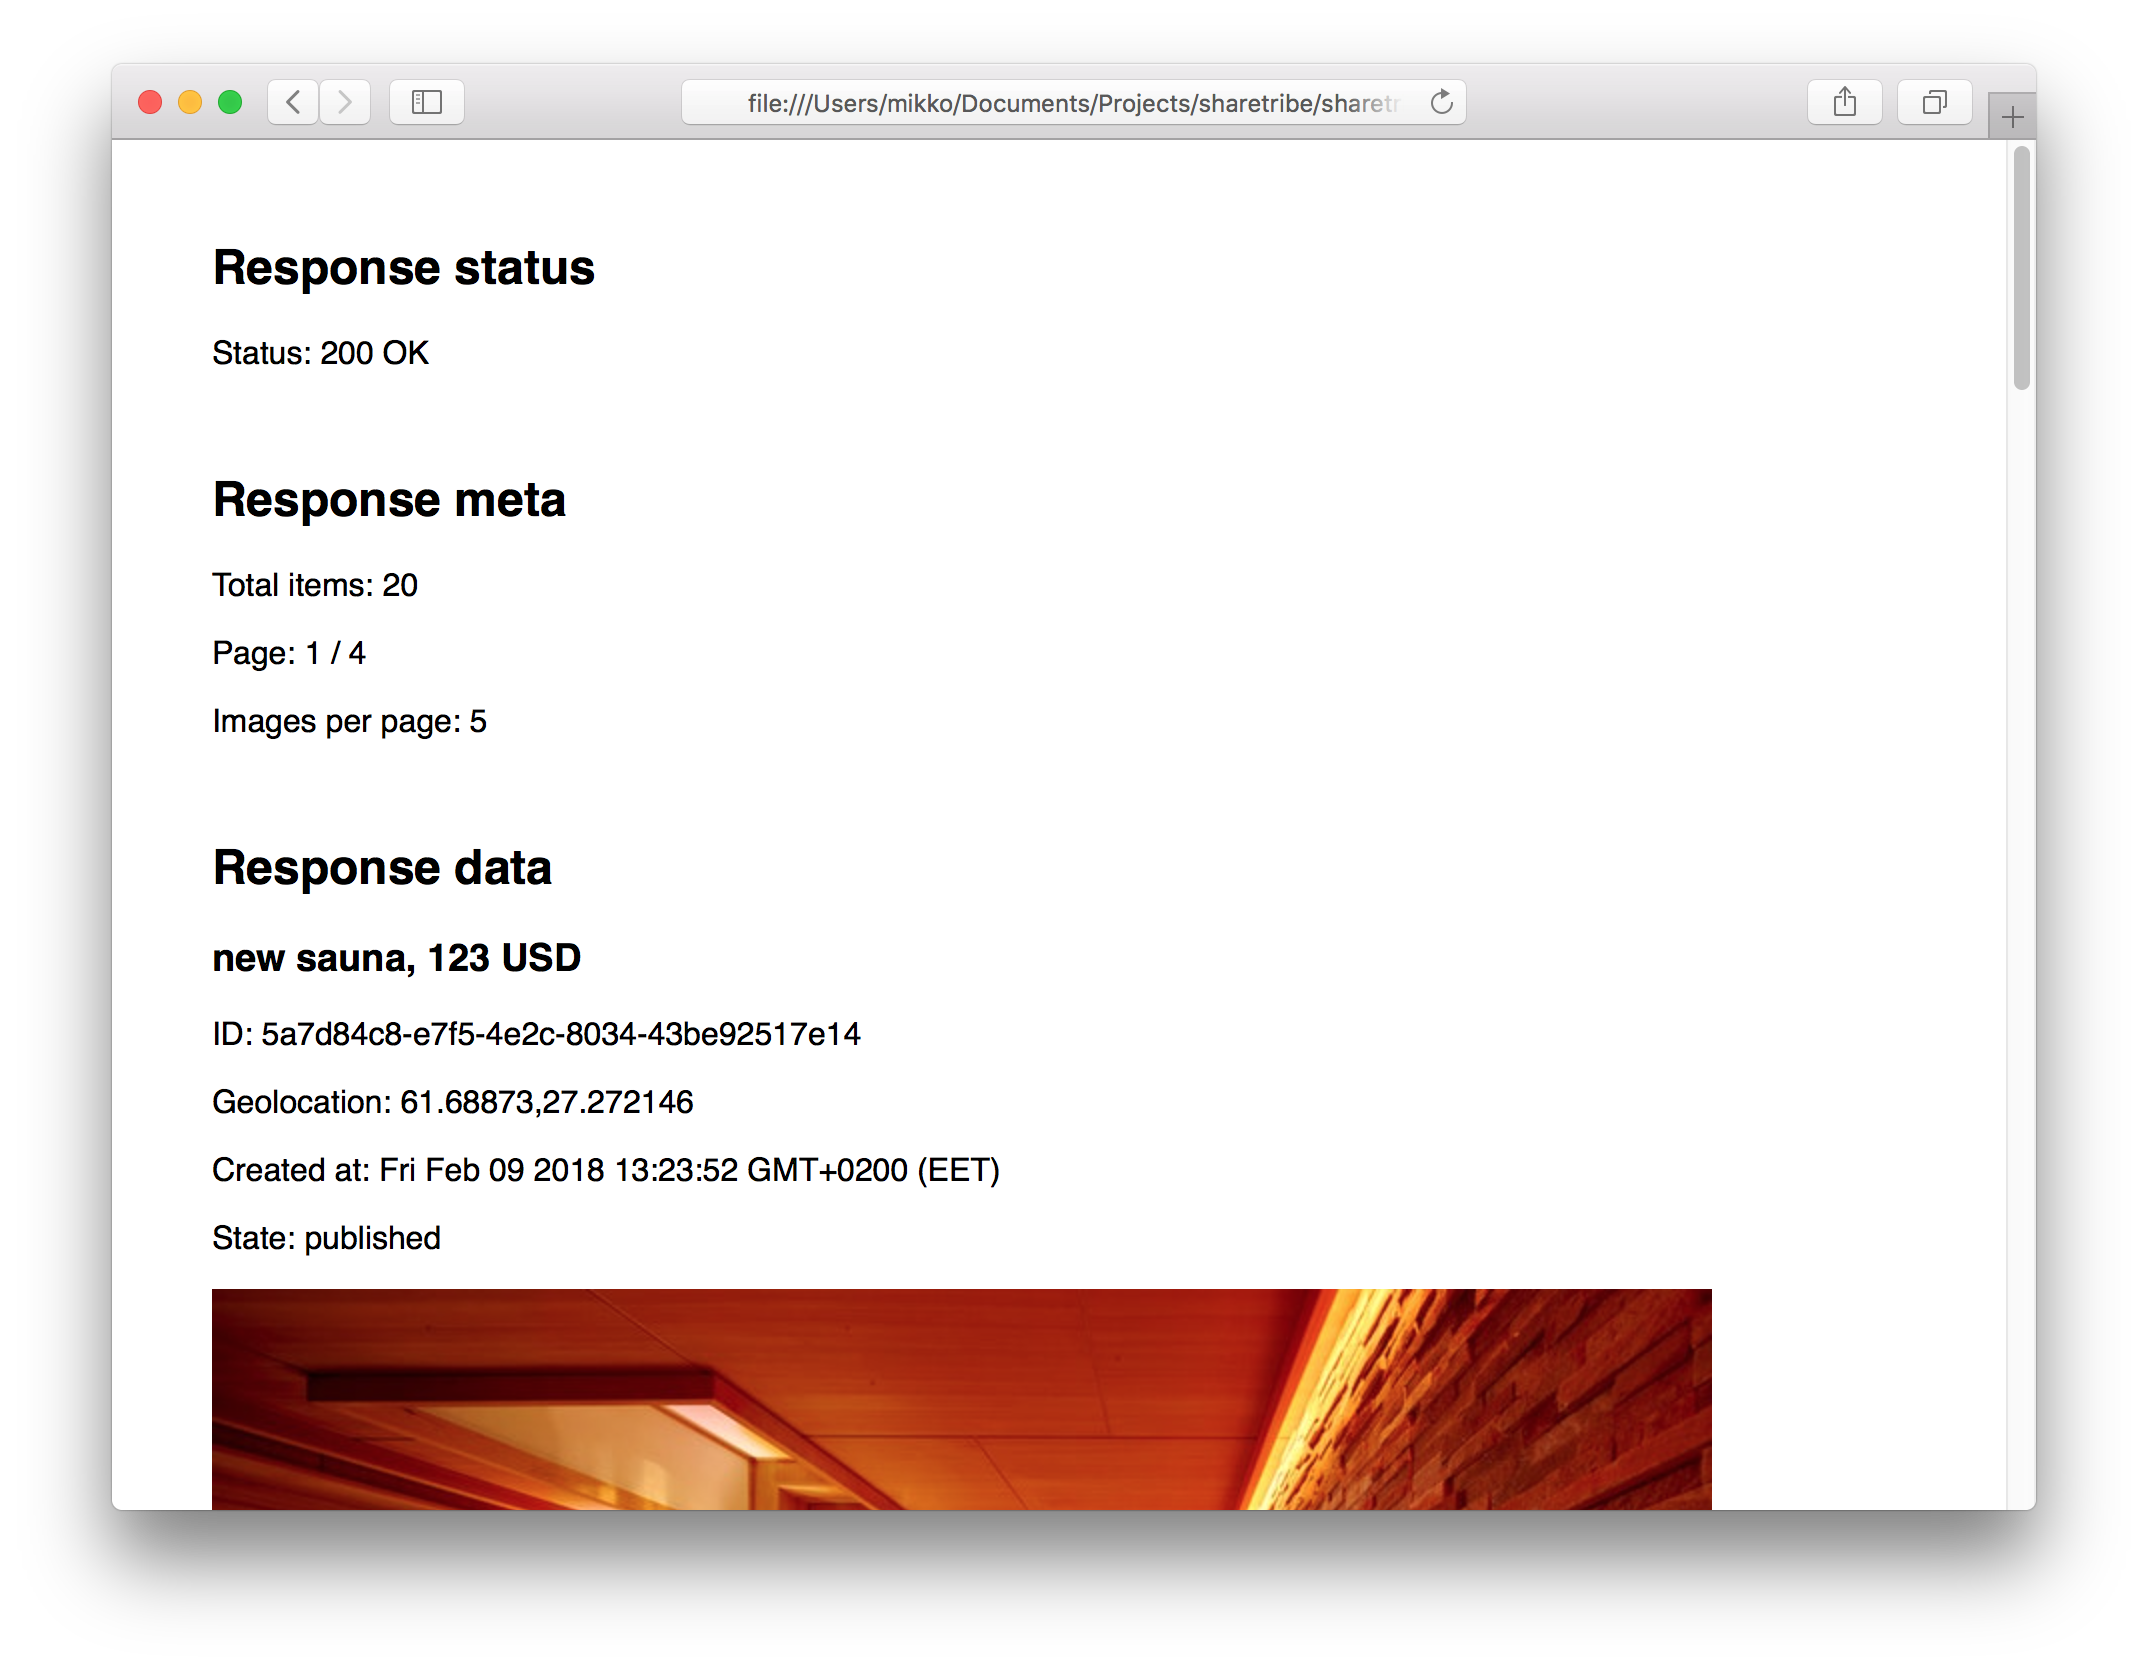 file:///Users/mikko/Documents/Projects/sharetribe/sharetr
Response status
Status: 200 OK
Response meta
Total items: 20
Page: 1 / 4
Images per page: 5
Response data
new sauna, 123 USD
ID: 5a7d84c8-e7f5-4e2c-8034-43be92517e14
Geolocation: 61.68873,27.272146
Created at: Fri Feb 09 2018 13:23:52 GMT+0200 (EET)
State: published